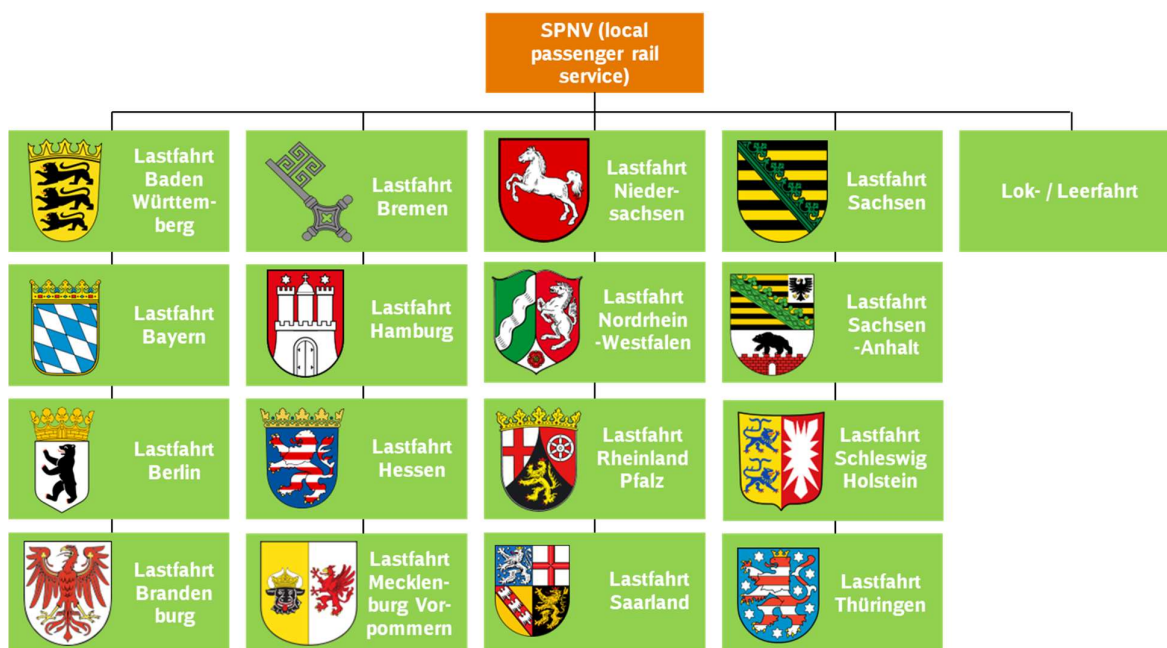 SPNV (local
passenger rail
service)
Lastfahrt
Baden
Württem-
berg
Lastfahrt
Bremen
Lastfahrt
Nieder-
sachsen
Lastfahrt
Sachsen
Lok- / Leerfahrt
Lastfahrt
Bayern
Lastfahrt
Hamburg
Lastfahrt
Nordrhein
-Westfalen
Lastfahrt
Sachsen
-Anhalt
Lastfahrt
Berlin
Lastfahrt
Hessen
Lastfahrt
Rheinland
Pfalz
Lastfahrt
Schleswig
Holstein
Lastfahrt
Branden
burg
Lastfahrt
Mecklen-
burg Vor-
pommern
Lastfahrt
Saarland
Lastfahrt
Thüringen